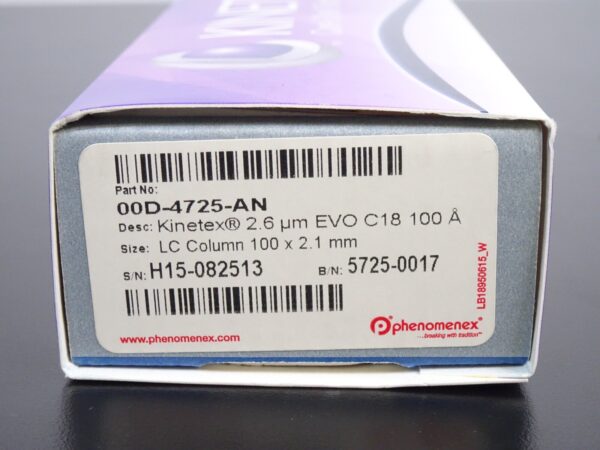 KINE
Part No:
00D-4725-AN
Desc: Kinetex® 2.6 µm EVO C18 100 Å
Size: LC Column 100 x 2.1 mm
S/N: H15-082513 B/N: 5725-0017
LB18950615_W
www.phenomenex.com
phenomenex
...breaking with tradition™